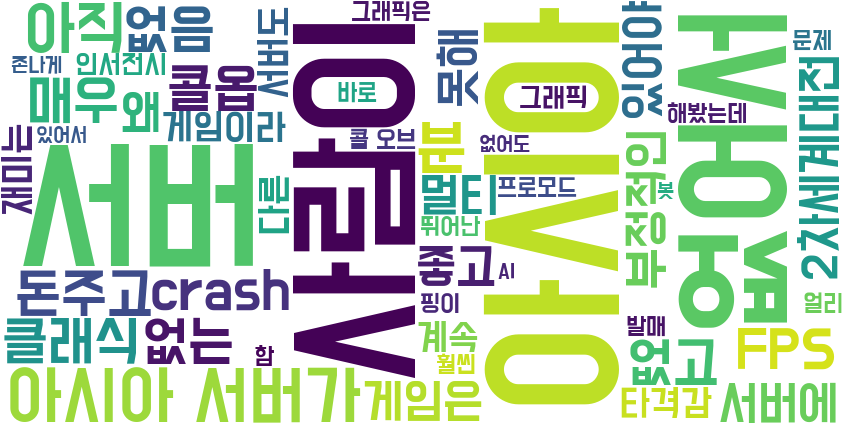 아직 없음
존나게 인서전시
매우 왜
콜옵
게임이라
서버도
그래픽은
사람이
바로
콜 오브
못해
아시아
그래픽
있어야
없어서
문제
해봤는데
2차세계대전
재미는
있어서
서버
분
없어도
멀티
프로모드
뛰어난
부정적인
봇
좋고
AI
핑이
얼리
돈주고
crash
클래식
없는
함
계속
훨씬
발매
없고
FPS
아시아 서버가
게임은
타격감
서버에